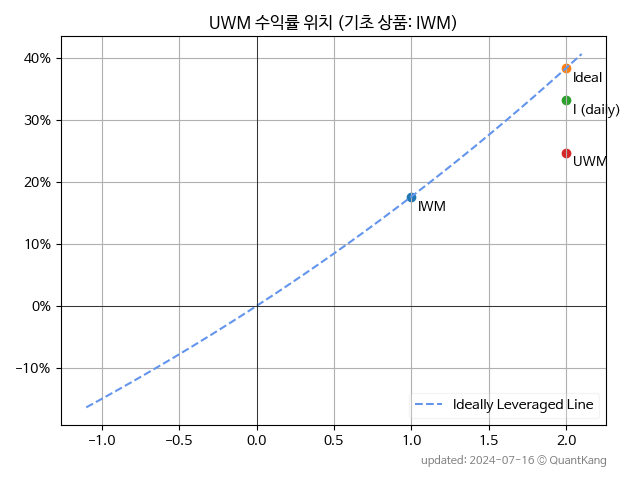 UWM 수익률 위치 (기초 상품: IWM)
40%
30%
20%
10%
0%
−10%
Ideal
I (daily)
UWM
IWM
Ideally Leveraged Line
−1.0 −0.5 0.0 0.5 1.0 1.5 2.0
updated: 2024-07-16 © QuantKang